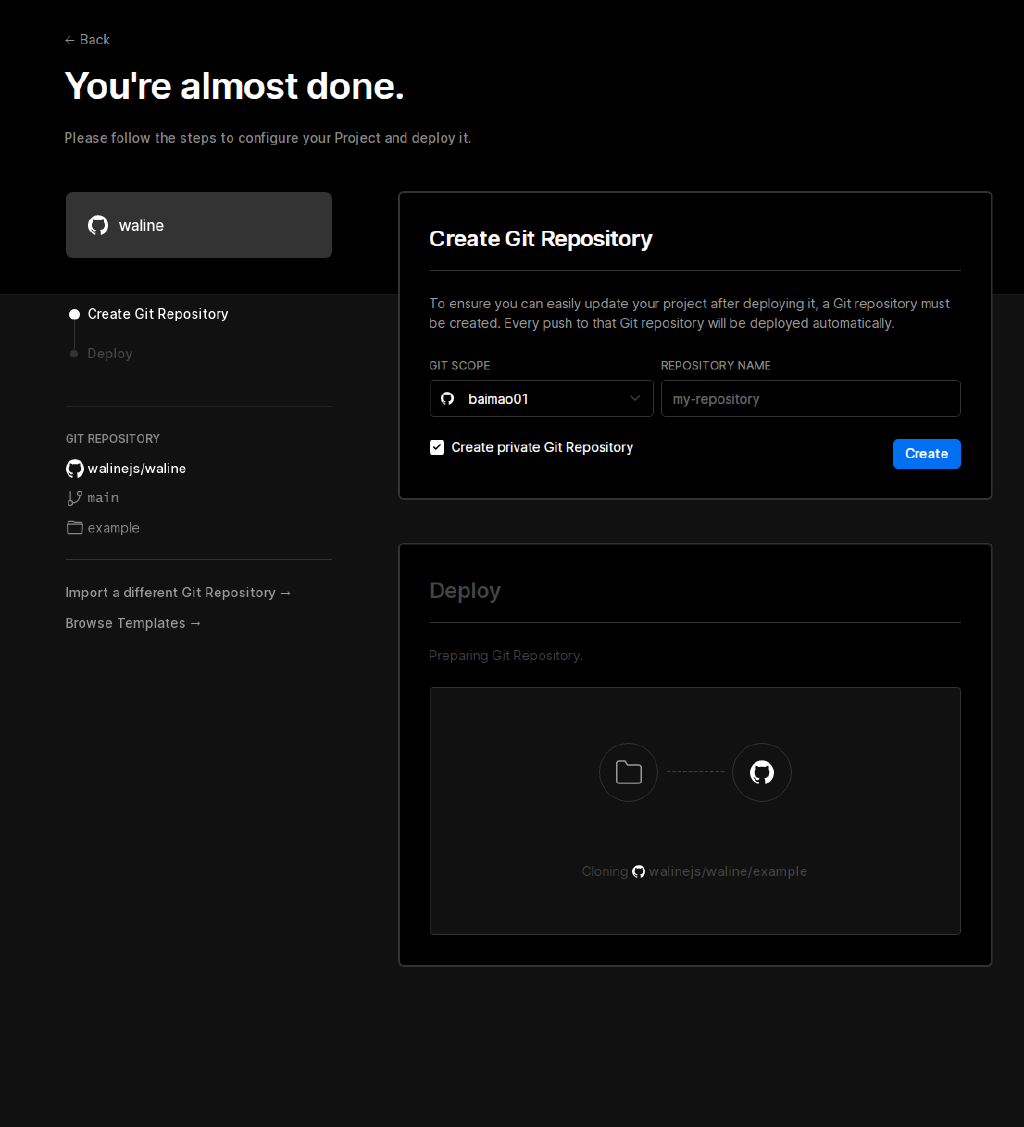 ← Back
You're almost done.
Please follow the steps to configure your Project and deploy it.
waline
Create Git Repository
Deploy
GIT REPOSITORY
walinejs/waline
main
example
Import a different Git Repository →
Browse Templates →
Create Git Repository
To ensure you can easily update your project after deploying it, a Git repository must
be created. Every push to that Git repository will be deployed automatically.
GIT SCOPE
REPOSITORY NAME
baimao01
my-repository
Create private Git Repository
Create
Deploy
Preparing Git Repository.
Cloning walinejs/waline/example